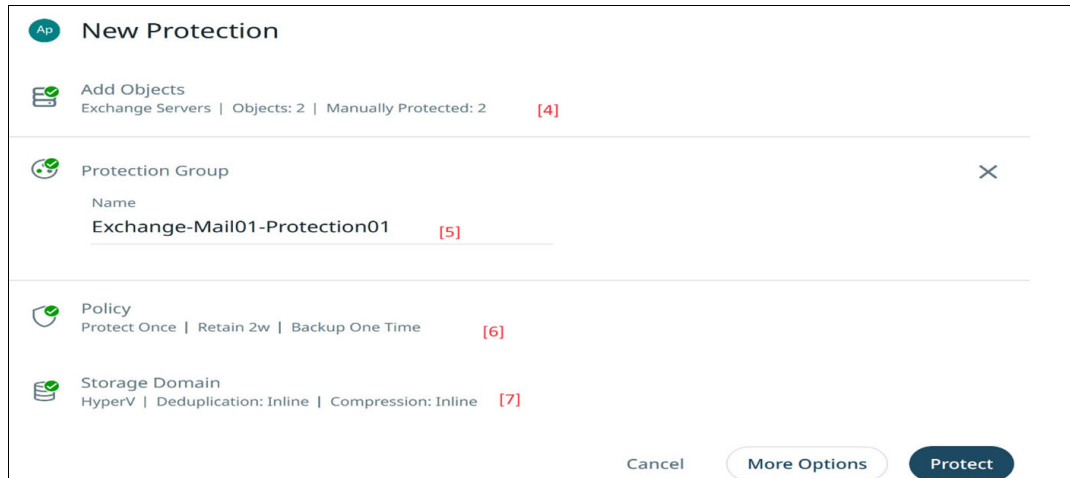 Ap New Protection
Add Objects
Exchange Servers | Objects: 2 | Manually Protected: 2 [4]
Protection Group
Name
Exchange-Mail01-Protection01 [5]
Policy
Protect Once | Retain 2w | Backup One Time [6]
Storage Domain
HyperV | Deduplication: Inline | Compression: Inline [7]
Cancel More Options Protect